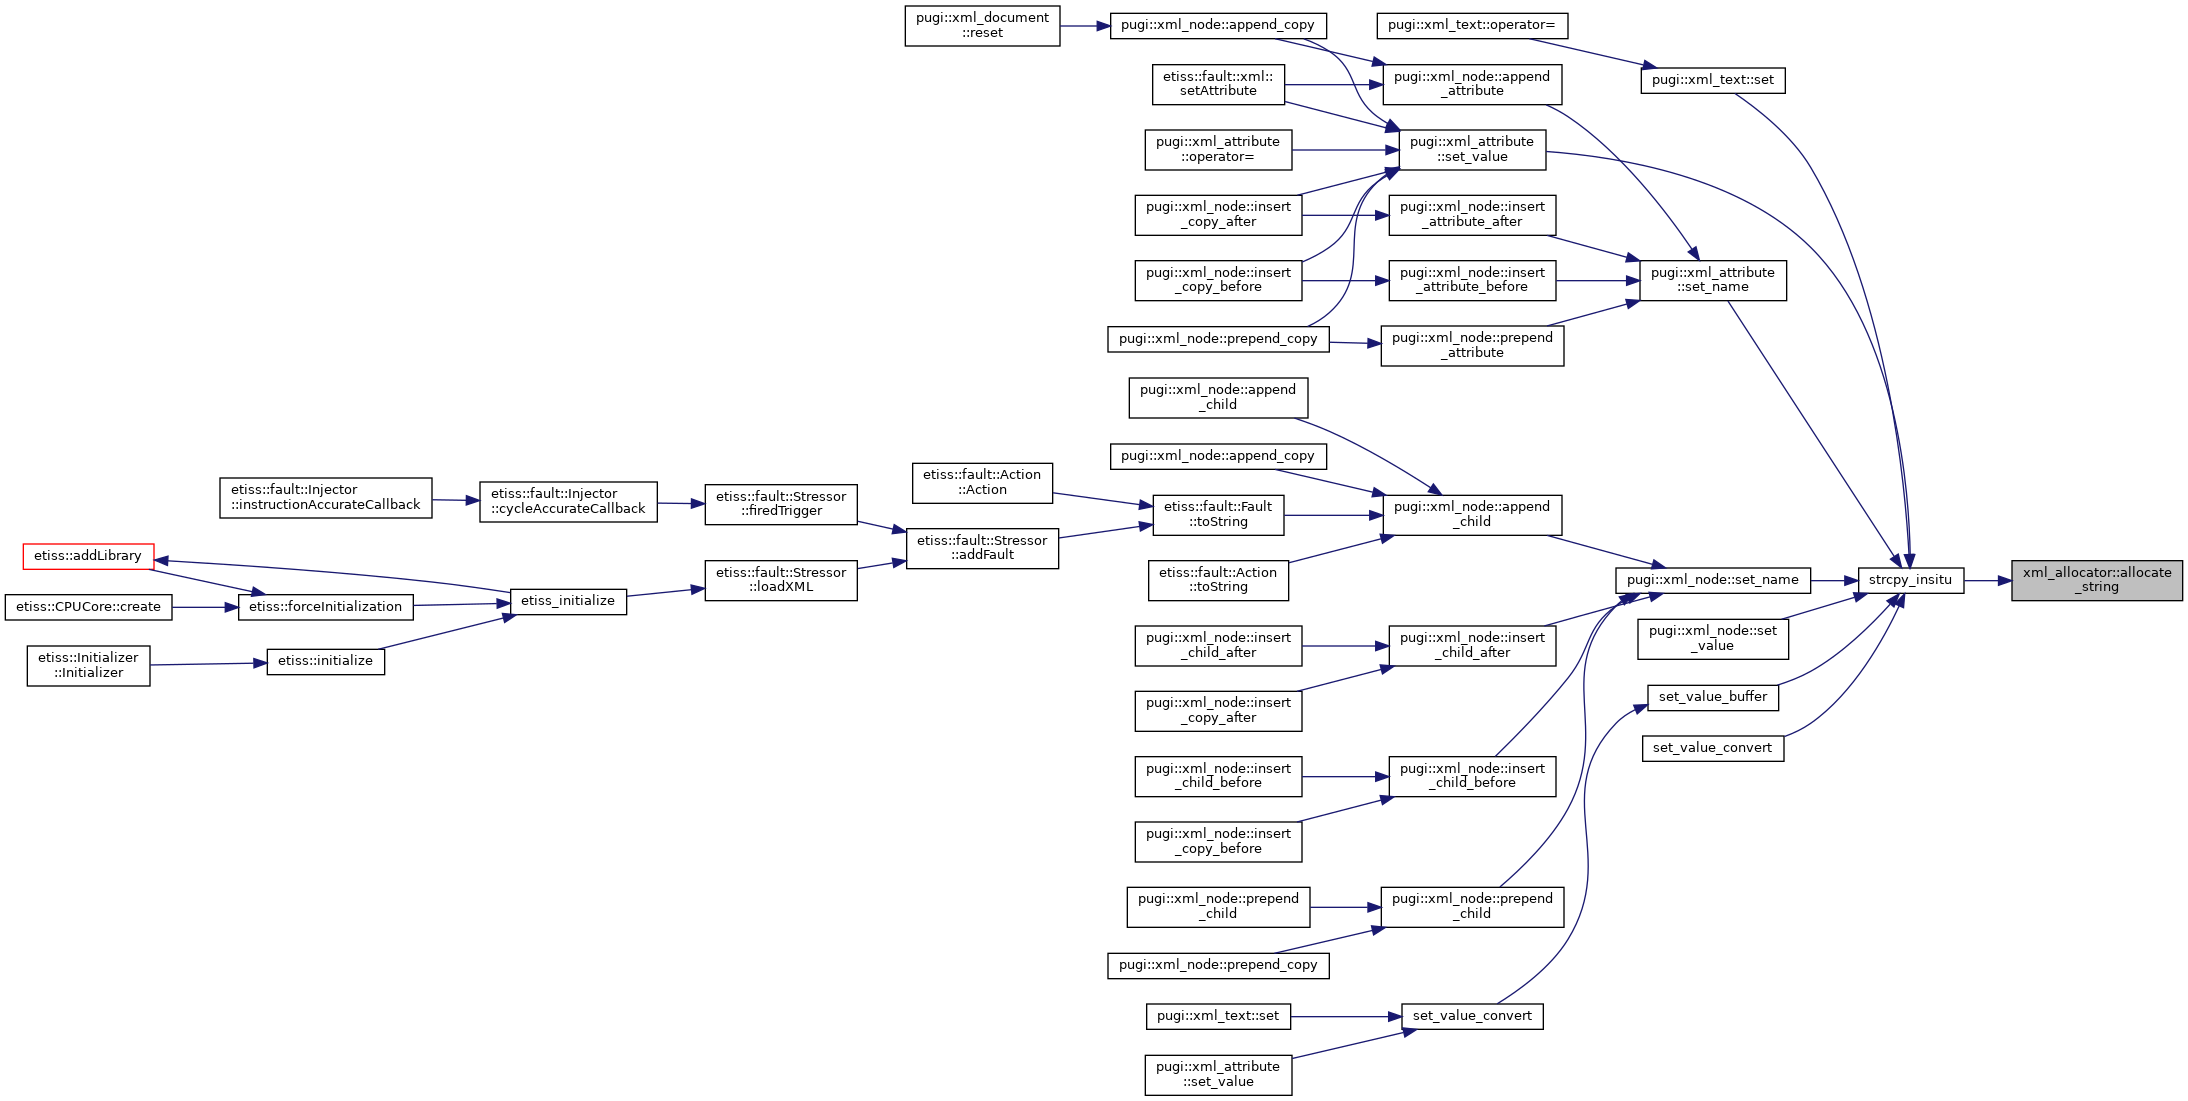 pugi::xml_document
::reset
pugi::xml_node::append_copy
pugi::xml_text::operator=
etiss::fault::xml::
setAttribute
pugi::xml_node::append
_attribute
pugi::xml_text::set
pugi::xml_attribute
::operator=
pugi::xml_attribute
::set_value
pugi::xml_node::insert
_copy_after
pugi::xml_node::insert
_attribute_after
pugi::xml_node::insert
_copy_before
pugi::xml_node::insert
_attribute_before
pugi::xml_attribute
::set_name
pugi::xml_node::prepend_copy
pugi::xml_node::prepend
_attribute
pugi::xml_node::append
_child
pugi::xml_node::append_copy
etiss::fault::Injector
::instructionAccurateCallback
etiss::fault::Injector
::cycleAccurateCallback
etiss::fault::Stressor
::firedTrigger
etiss::fault::Action
::Action
etiss::fault::Fault
::toString
pugi::xml_node::append
_child
etiss::addLibrary
etiss::fault::Stressor
::addFault
etiss::fault::Stressor
::loadXML
etiss::fault::Action
::toString
pugi::xml_node::set_name
strcpy_insitu
xml_allocator::allocate
_string
etiss::CPUCore::create
etiss::forceInitialization
etiss_initialize
etiss::Initializer
::Initializer
etiss::initialize
pugi::xml_node::insert
_child_after
pugi::xml_node::insert
_child_after
pugi::xml_node::set
_value
pugi::xml_node::insert
_copy_after
set_value_buffer
set_value_convert
pugi::xml_node::insert
_child_before
pugi::xml_node::insert
_child_before
pugi::xml_node::insert
_copy_before
pugi::xml_node::prepend
_child
pugi::xml_node::prepend
_child
pugi::xml_node::prepend_copy
pugi::xml_text::set
set_value_convert
pugi::xml_attribute
::set_value